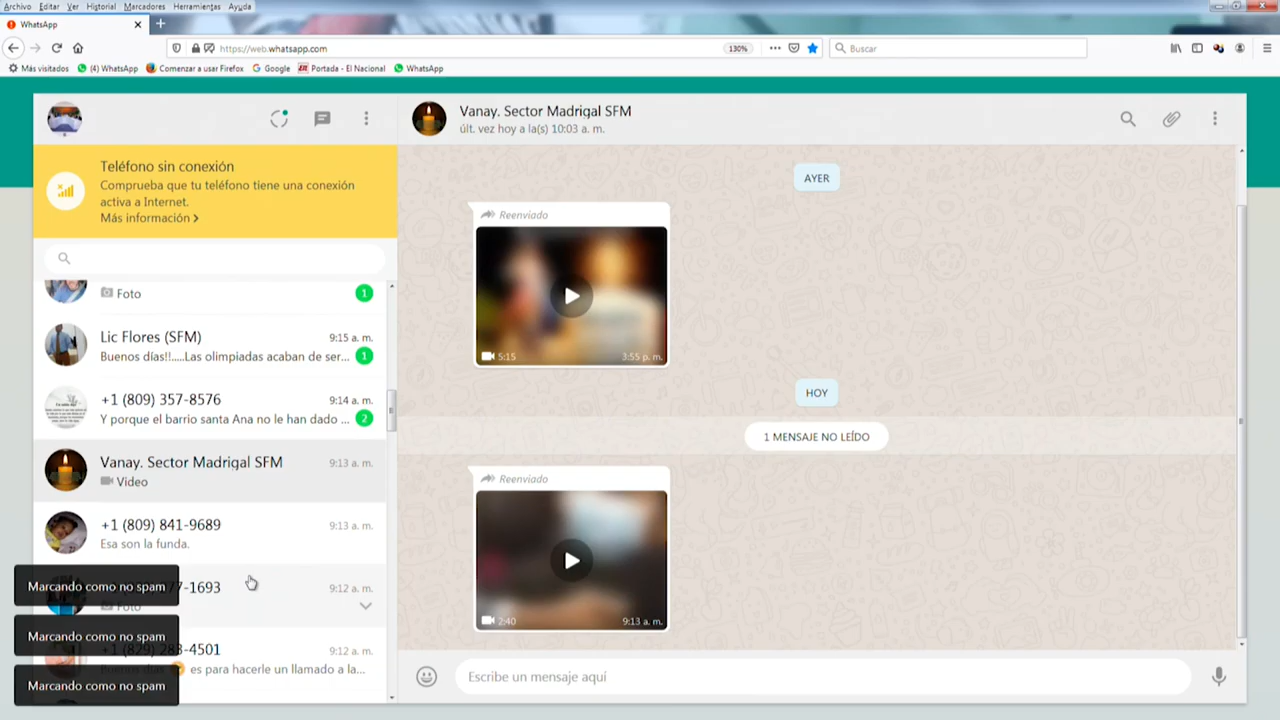 Archivo Editar Ver Historial Marcadores Herramientas Ayuda
WhatsApp
https://web.whatsapp.com
130%
Buscar
Más visitados (4) WhatsApp Comenzar a usar Firefox Google Portada - El Nacional WhatsApp
Teléfono sin conexión
Comprueba que tu teléfono tiene una conexión
activa a Internet.
Más información
Foto
1
Lic Flores (SFM)
9:15 a. m.
Buenos días!!.....Las olimpiadas acaban de ser...
1
+1 (809) 357-8576
9:14 a. m.
Y porque el barrio santa Ana no le han dado ...
2
Vanay. Sector Madrigal SFM
9:13 a. m.
Video
+1 (809) 841-9689
9:13 a. m.
Esa son la funda.
Marcando como no spam
7-1693
9:12 a. m.
Foto
Marcando como no spam
+1 (829) 283-4501
9:12 a. m.
es para hacerle un llamado a la...
Marcando como no spam
Vanay. Sector Madrigal SFM
últ. vez hoy a la(s) 10:03 a. m.
AYER
Reenviado
5:15
3:55 p. m.
HOY
1 MENSAJE NO LEÍDO
Reenviado
2:40
9:13 a. m.
Escribe un mensaje aquí